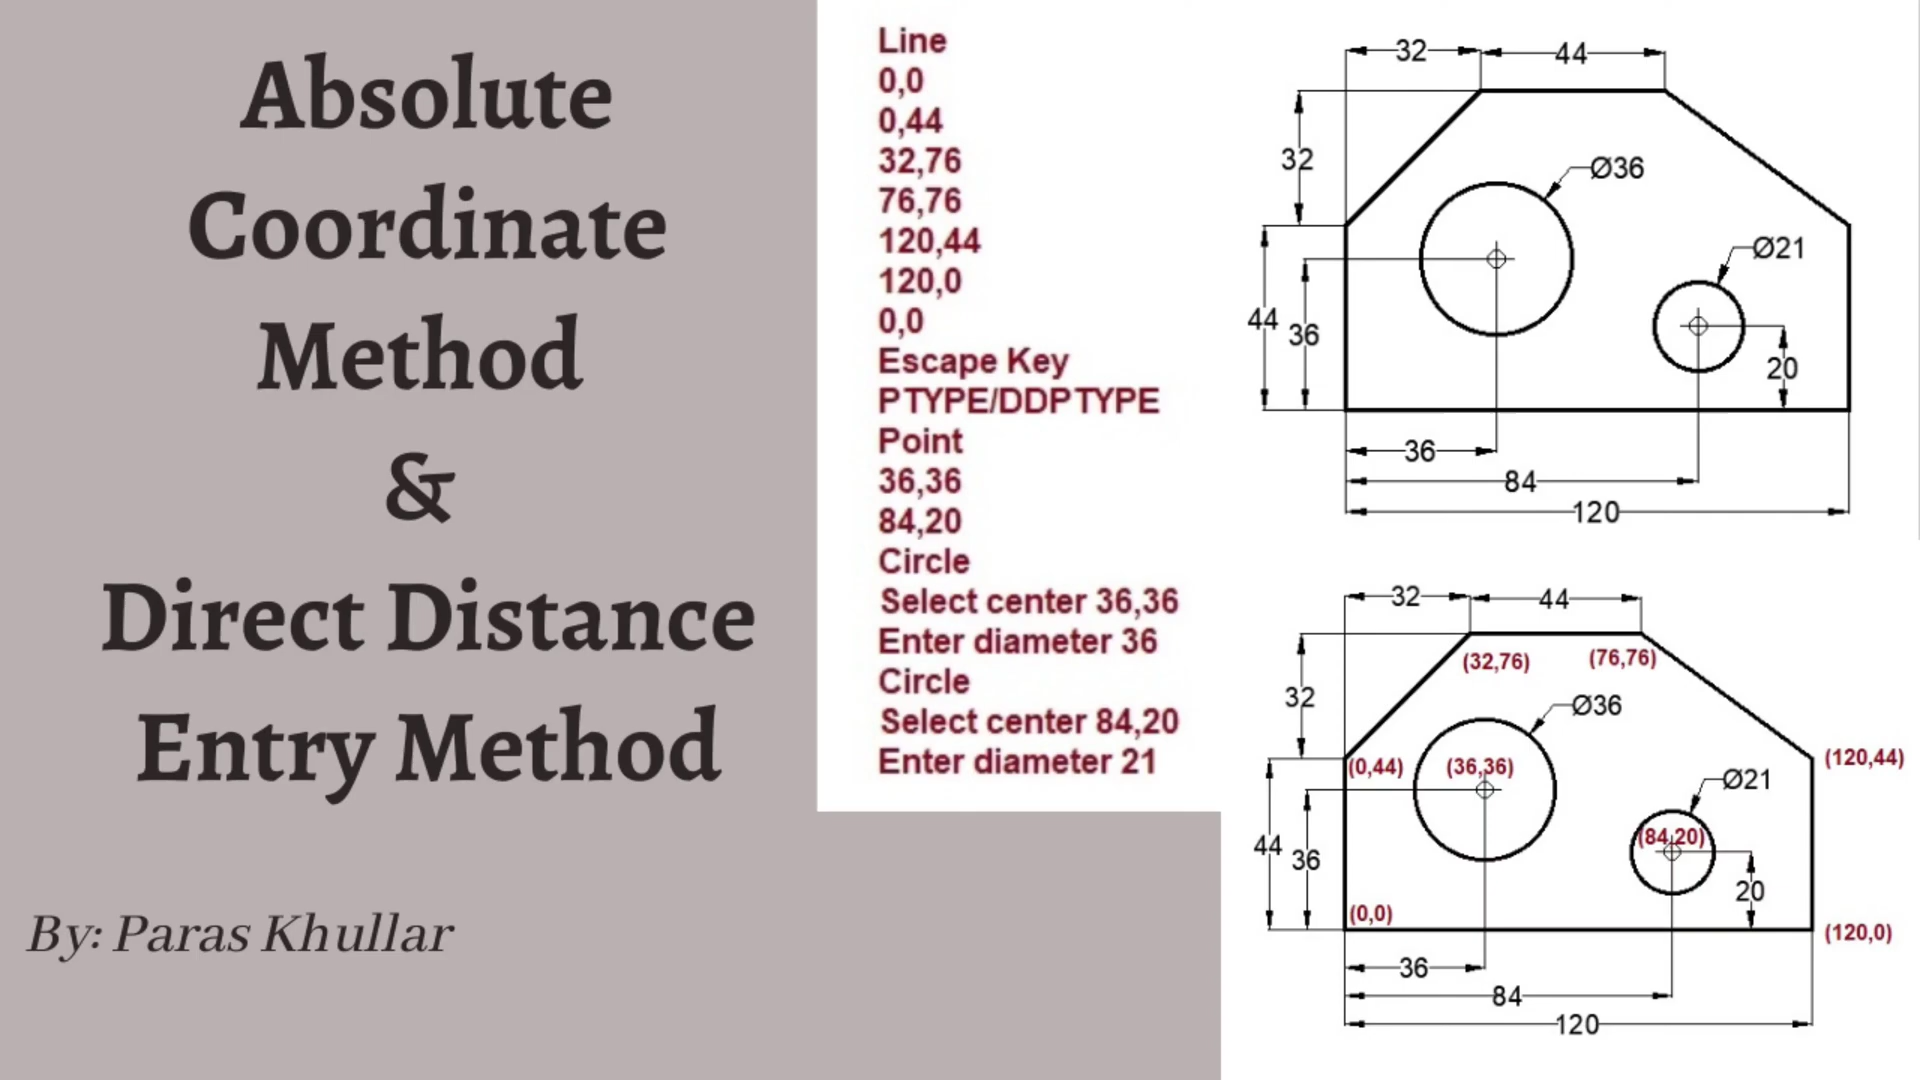 Absolute
Coordinate
Method
&
Direct Distance
Entry Method
By: Paras Khullar
Line
0,0
0,44
32,76
76,76
120,44
120,0
0,0
Escape Key
PTYPE/DDPTYPE
Point
36,36
84,20
Circle
Select center 36,36
Enter diameter 36
Circle
Select center 84,20
Enter diameter 21
32 44
32
Ø36
Ø21
44 36
20
36
84
120
32 44
(32,76) (76,76)
32
Ø36
(0,44) (36,36) (120,44)
Ø21
(84,20)
44 36
20
(0,0)
(120,0)
36
84
120